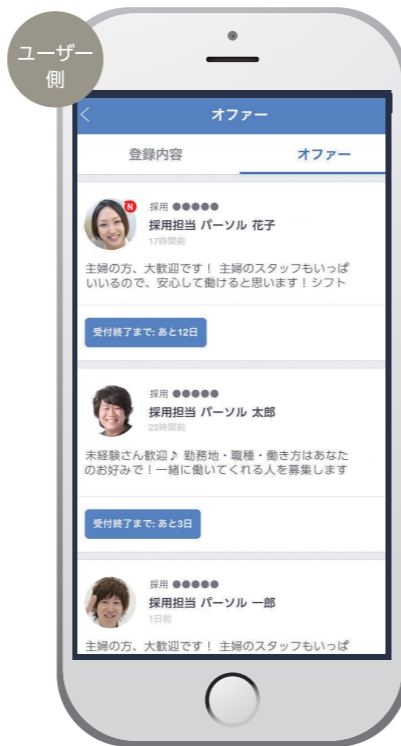 ユーザー
側
オファー
登録内容
オファー
N
採用 ●●●●●
採用担当 パーソル 花子
17時間前
主婦の方、大歓迎です! 主婦のスタッフもいっぱ
いいるので、安心して働けると思います!シフト
受付終了まで: あと12日
採用 ●●●●●
採用担当 パーソル 太郎
23時間前
未経験さん歓迎♪ 勤務地・職種・働き方はあなた
のお好みで!一緒に働いてくれる人を募集します
受付終了まで: あと3日
採用 ●●●●●
採用担当 パーソル 一郎
1日前
主婦の方、大歓迎です! 主婦のスタッフもいっぱ